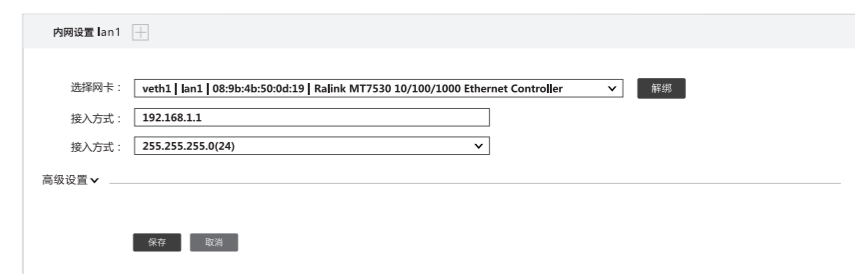 内网设置 lan1
选择网卡： veth1 | lan1 | 08:9b:4b:50:0d:19 | Ralink MT7530 10/100/1000 Ethernet Controller 解绑
接入方式： 192.168.1.1
接入方式： 255.255.255.0(24)
高级设置
保存 取消